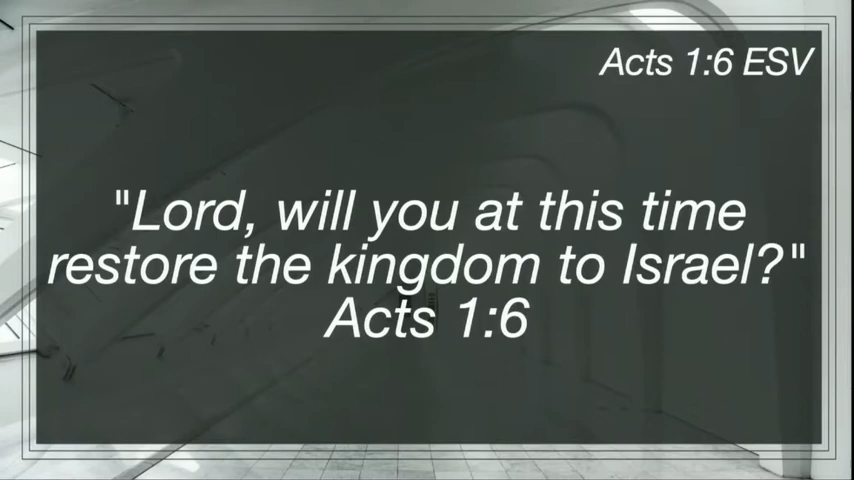 Acts 1:6 ESV
"Lord, will you at this time
restore the kingdom to Israel?"
Acts 1:6